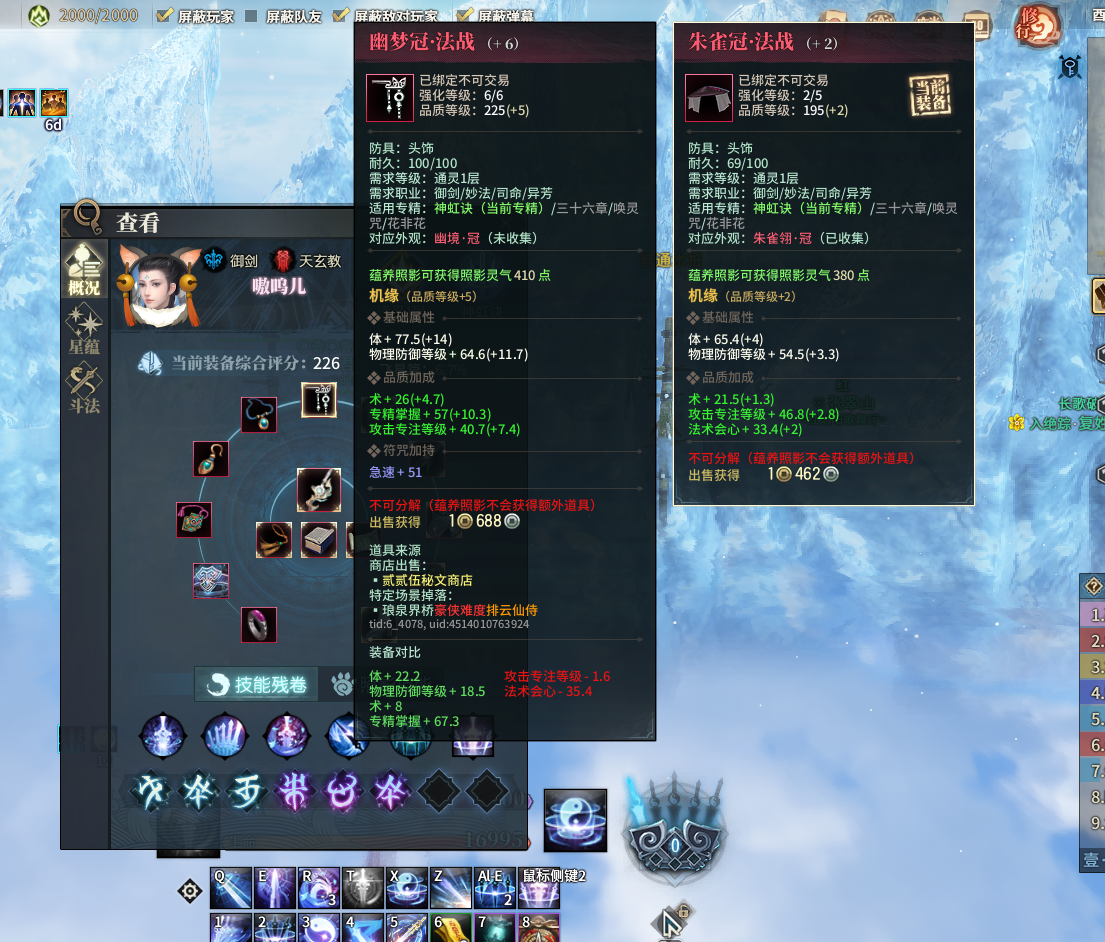 2000/2000
屏蔽玩家
屏蔽队友
屏蔽敌对玩家
屏蔽弹幕
修行
6d
查看
概况
星蕴
斗法
御剑
天玄教
嗷呜儿
当前装备综合评分：226
技能残卷
幽梦冠·法战 (+6)
已绑定不可交易
强化等级：6/6
品质等级：225(+5)
防具：头饰
耐久：100/100
需求等级：通灵1层
需求职业：御剑/妙法/司命/异芳
适用专精：神虹诀（当前专精）/三十六章/唤灵
咒/花非花
对应外观：幽境·冠（未收集）
蕴养照影可获得照影灵气410 点
机缘（品质等级+5）
基础属性
体 + 77.5(+14)
物理防御等级 + 64.6(+11.7)
品质加成
术 + 26(+4.7)
专精掌握 + 57(+10.3)
攻击专注等级 + 40.7(+7.4)
符咒加持
急速 + 51
不可分解（蕴养照影不会获得额外道具）
出售获得 1 688
道具来源
商店出售：
▪贰贰伍秘文商店
特定场景掉落：
▪琅泉界桥豪侠难度排云仙侍
tid:6_4078, uid:4514010763924
装备对比
体 + 22.2
攻击专注等级 - 1.6
物理防御等级 + 18.5
法术会心 - 35.4
术 + 8
专精掌握 + 67.3
朱雀冠·法战 (+2)
当前装备
已绑定不可交易
强化等级：2/5
品质等级：195(+2)
防具：头饰
耐久：69/100
需求等级：通灵1层
需求职业：御剑/妙法/司命/异芳
适用专精：神虹诀（当前专精）/三十六章/唤灵
咒/花非花
对应外观：朱雀翎·冠（已收集）
蕴养照影可获得照影灵气380 点
机缘（品质等级+2）
基础属性
体 + 65.4(+4)
物理防御等级 + 54.5(+3.3)
品质加成
术 + 21.5(+1.3)
攻击专注等级 + 46.8(+2.8)
法术会心 + 33.4(+2)
不可分解（蕴养照影不会获得额外道具）
出售获得 1 462
长歌
入绝踪·复
1.
2.
3.
4.
5.
6.
7.
8.
9.
壹
16995
0
Q
E
R
3
T
X
Z
Al-E
2
鼠标侧键2
1
2
3
4
5
6
7
8